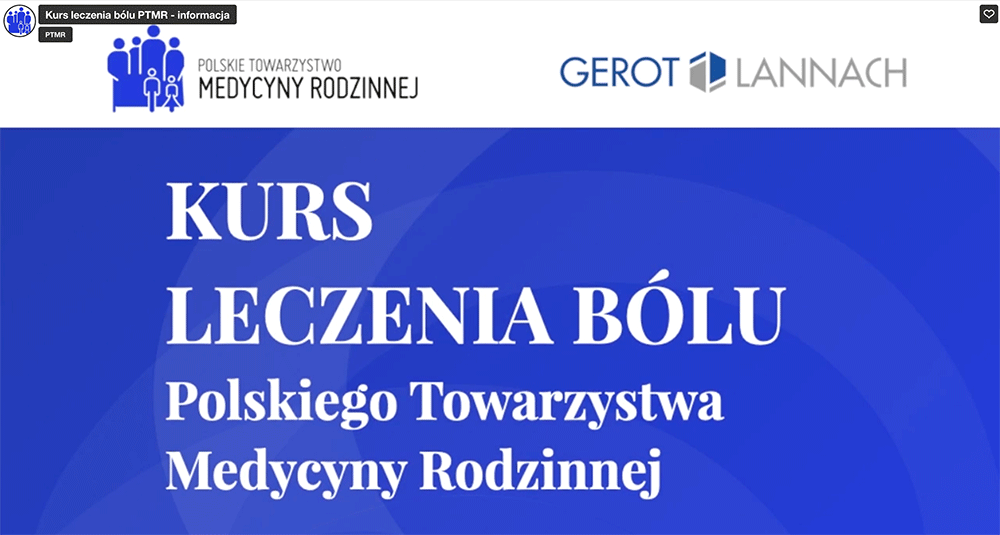 Kurs leczenia bólu PTMR - informacja
PTMR
POLSKIE TOWARZYSTWO
MEDYCYNY RODZINNEJ
GEROT LANNACH
KURS
LECZENIA BÓLU
Polskiego Towarzystwa
Medycyny Rodzinnej